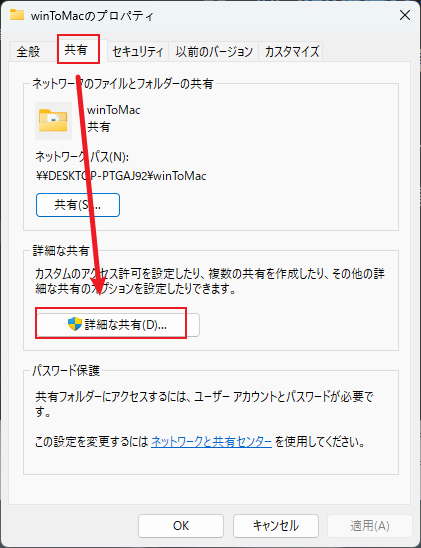 winToMacのプロパティ
全般 共有 セキュリティ 以前のバージョン カスタマイズ
ネットワークのファイルとフォルダーの共有
winToMac
共有
ネットワーク パス(N):
¥¥DESKTOP-PTGAJ92¥winToMac
共有(S)...
詳細な共有
カスタムのアクセス許可を設定したり、複数の共有を作成したり、その他の詳
細な共有のオプションを設定したりできます。
詳細な共有(D)...
パスワード保護
共有フォルダーにアクセスするには、ユーザー アカウントとパスワードが必要で
す。
この設定を変更するには ネットワークと共有センター を使用してください。
OK キャンセル 適用(A)